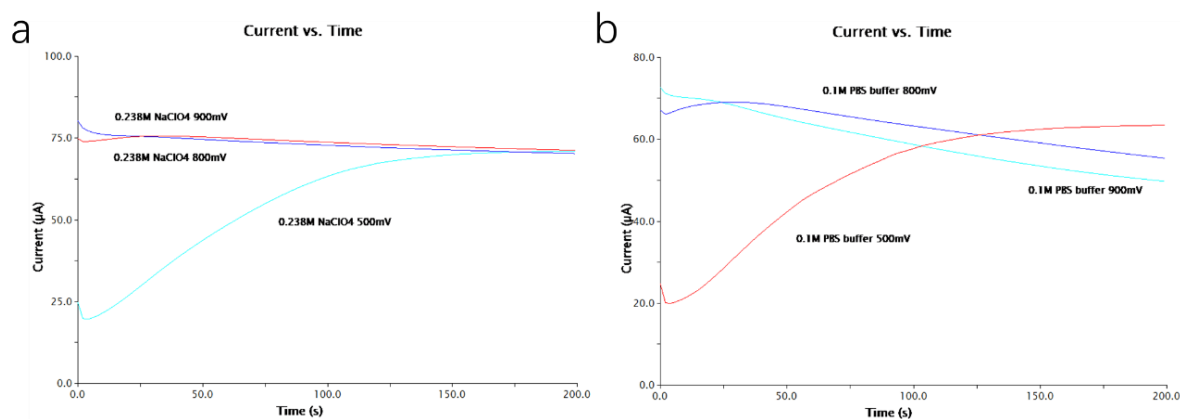 a
Current vs. Time
100.0
75.0
50.0
25.0
0.0
Current (µA)
0.238M NaClO4 900mV
0.238M NaClO4 800mV
0.238M NaClO4 500mV
0.0
50.0
100.0
150.0
200.0
Time (s)
b
Current vs. Time
80.0
60.0
40.0
20.0
0.0
Current (µA)
0.1M PBS buffer 800mV
0.1M PBS buffer 900mV
0.1M PBS buffer 500mV
0.0
50.0
100.0
150.0
200.0
Time (s)